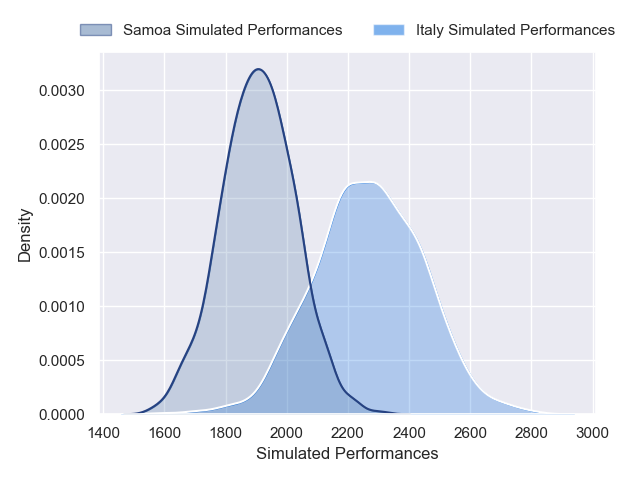 Samoa Simulated Performances
Italy Simulated Performances
0.0030
0.0025
0.0020
0.0015
0.0010
0.0005
0.0000
Density
1400 1600 1800 2000 2200 2400 2600 2800 3000
Simulated Performances